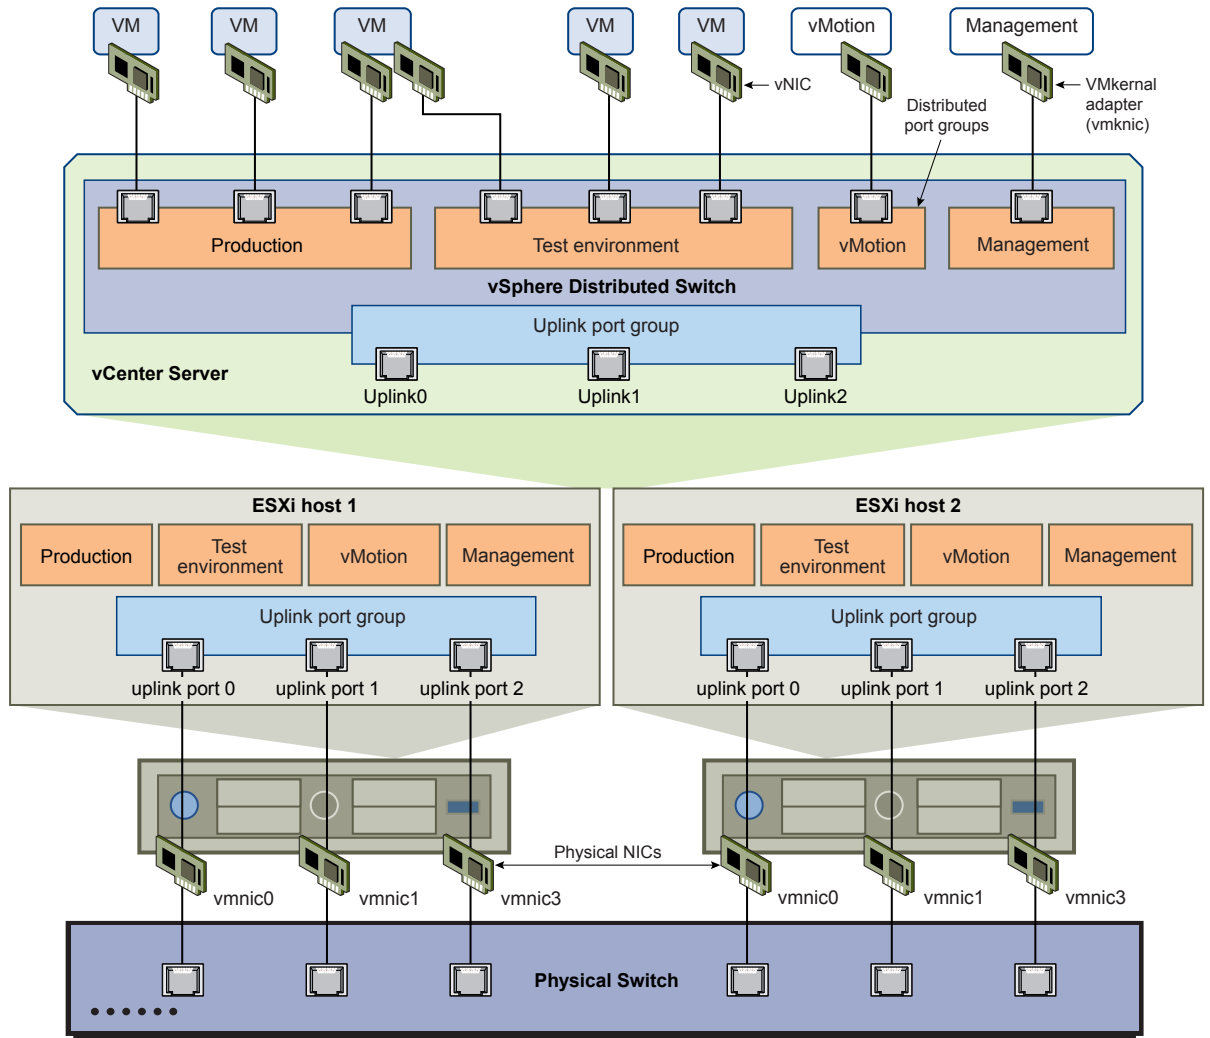 VM
VM
VM
VM
VM
vMotion
Management
vNIC
Distributed
port groups
VMkernal
adapter
(vmknic)
Production
Test environment
vMotion
Management
vSphere Distributed Switch
Uplink port group
vCenter Server
Uplink0
Uplink1
Uplink2
ESXi host 1
Production
Test
environment
vMotion
Management
Uplink port group
uplink port 0
uplink port 1
uplink port 2
ESXi host 2
Production
Test
environment
vMotion
Management
Uplink port group
uplink port 0
uplink port 1
uplink port 2
Physical NICs
vmnic0
vmnic1
vmnic3
vmnic0
vmnic1
vmnic3
Physical Switch